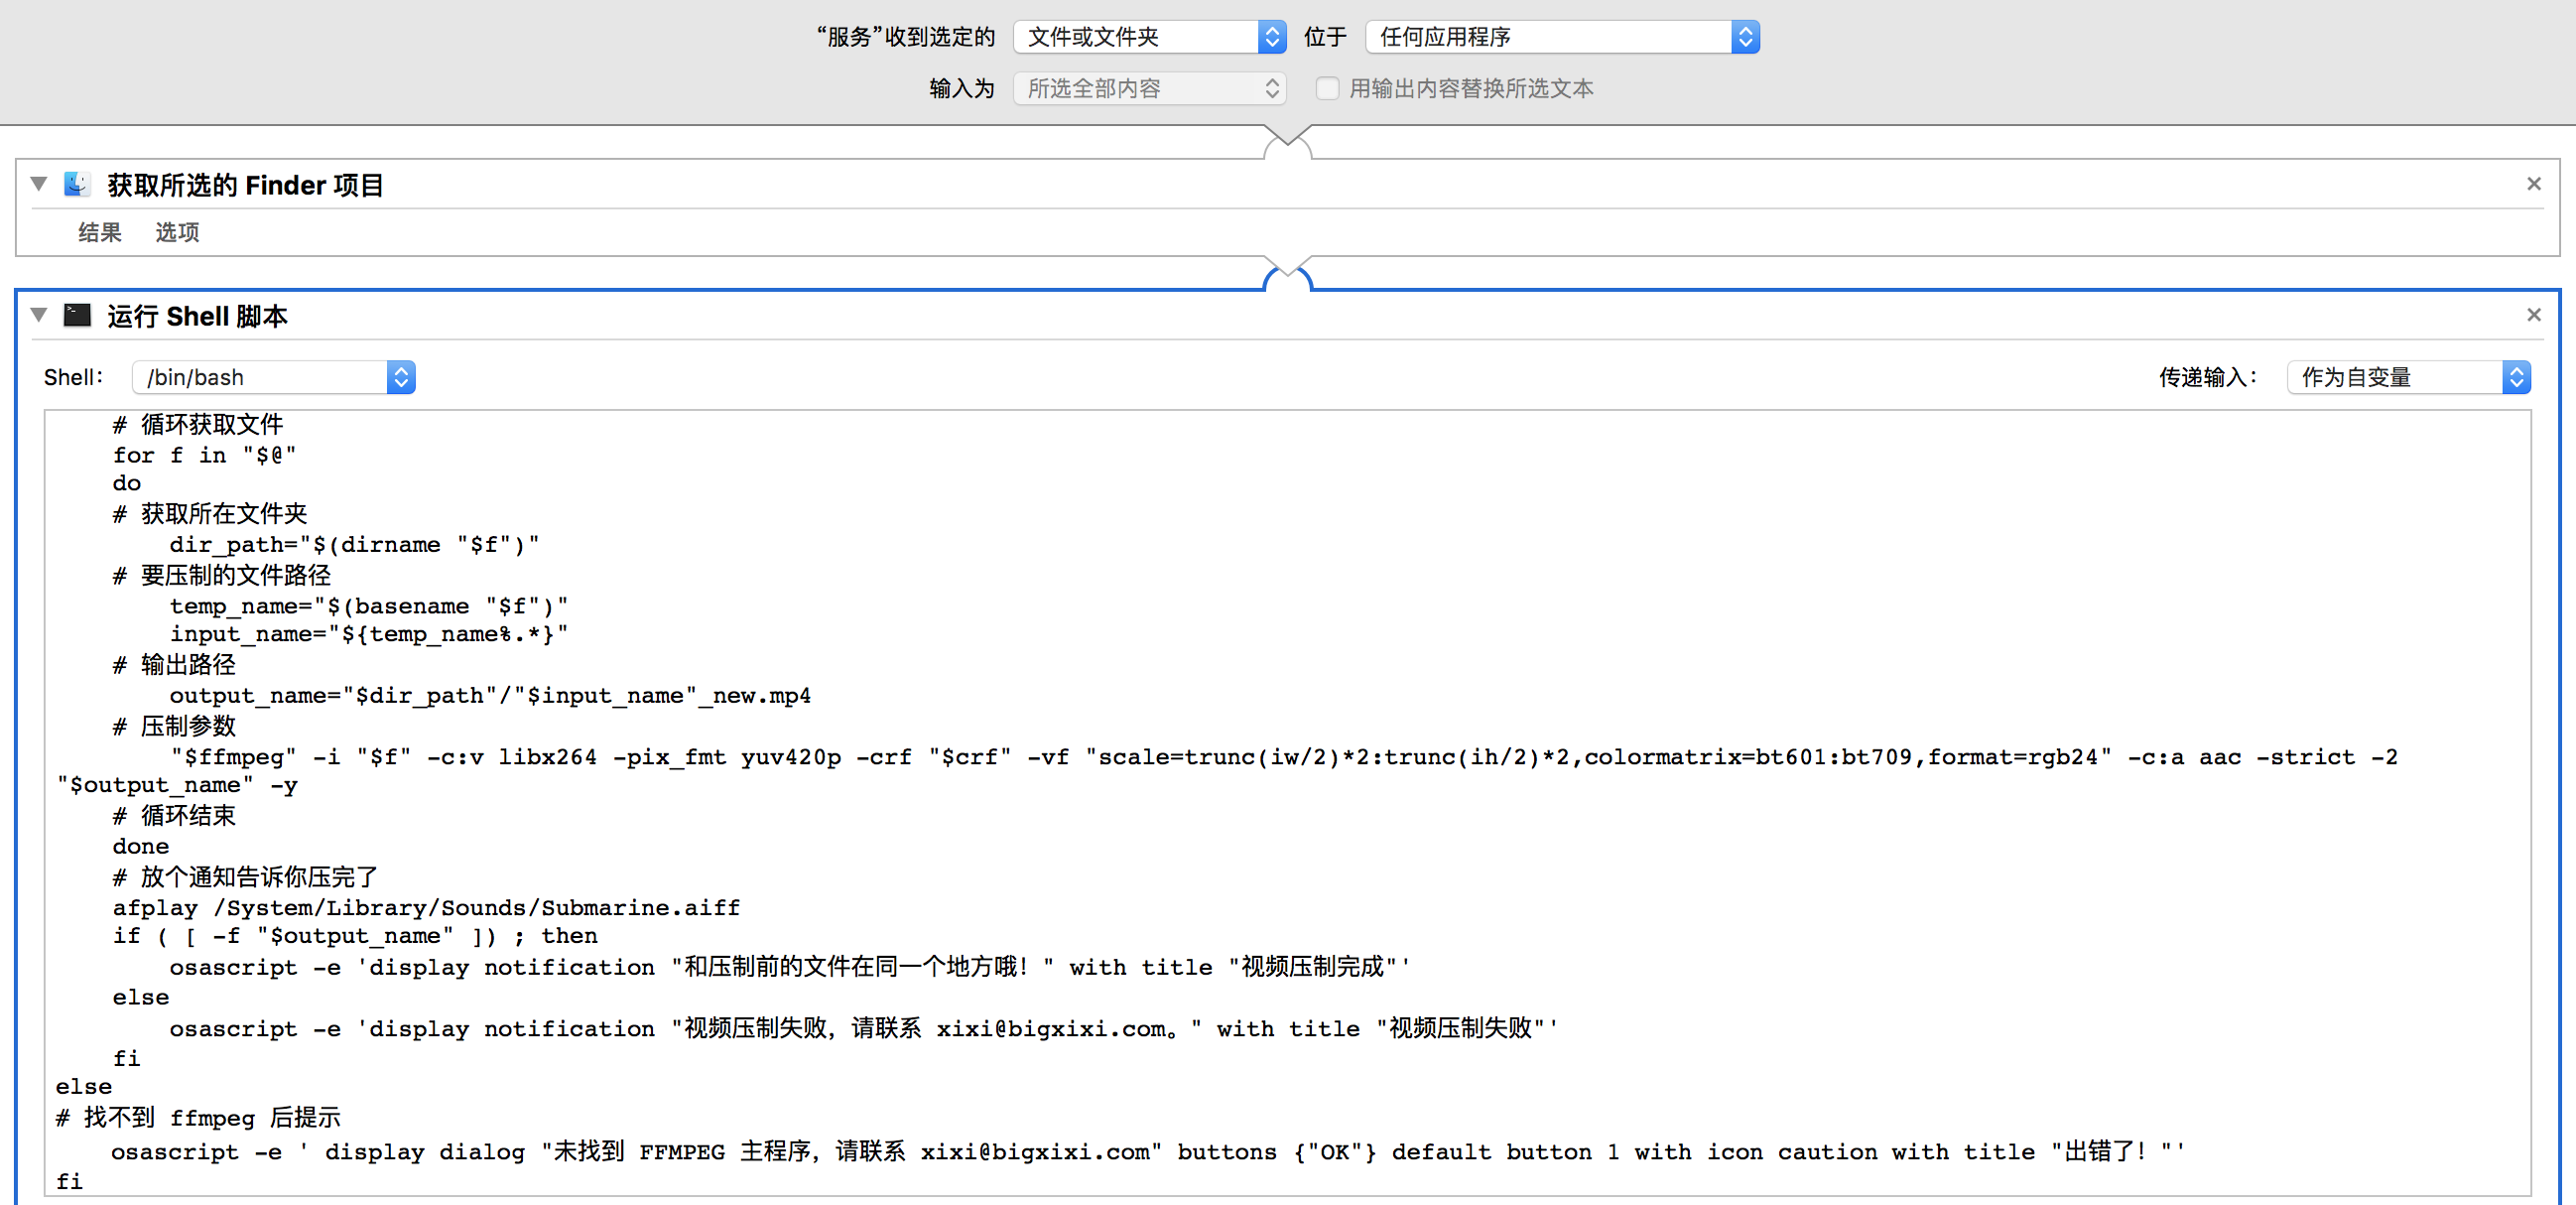 “服务”收到选定的 文件或文件夹 位于 任何应用程序
输入为 所选全部内容 用输出内容替换所选文本
获取所选的 Finder 项目
结果 选项
运行 Shell 脚本
Shell： /bin/bash 传递输入： 作为自变量
# 循环获取文件
for f in "$@"
do
# 获取所在文件夹
dir_path="$(dirname "$f")"
# 要压制的文件路径
temp_name="$(basename "$f")"
input_name="${temp_name%.*}"
# 输出路径
output_name="$dir_path"/"$input_name"_new.mp4
# 压制参数
"$ffmpeg" -i "$f" -c:v libx264 -pix_fmt yuv420p -crf "$crf" -vf "scale=trunc(iw/2)*2:trunc(ih/2)*2,colormatrix=bt601:bt709,format=rgb24" -c:a aac -strict -2
"$output_name" -y
# 循环结束
done
# 放个通知告诉你压完了
afplay /System/Library/Sounds/Submarine.aiff
if ( [ -f "$output_name" ]) ; then
osascript -e 'display notification "和压制前的文件在同一个地方哦！" with title "视频压制完成"'
else
osascript -e 'display notification "视频压制失败，请联系 xixi@bigxixi.com。" with title "视频压制失败"'
fi
else
# 找不到 ffmpeg 后提示
osascript -e ' display dialog "未找到 FFMPEG 主程序，请联系 xixi@bigxixi.com" buttons {"OK"} default button 1 with icon caution with title "出错了！"'
fi